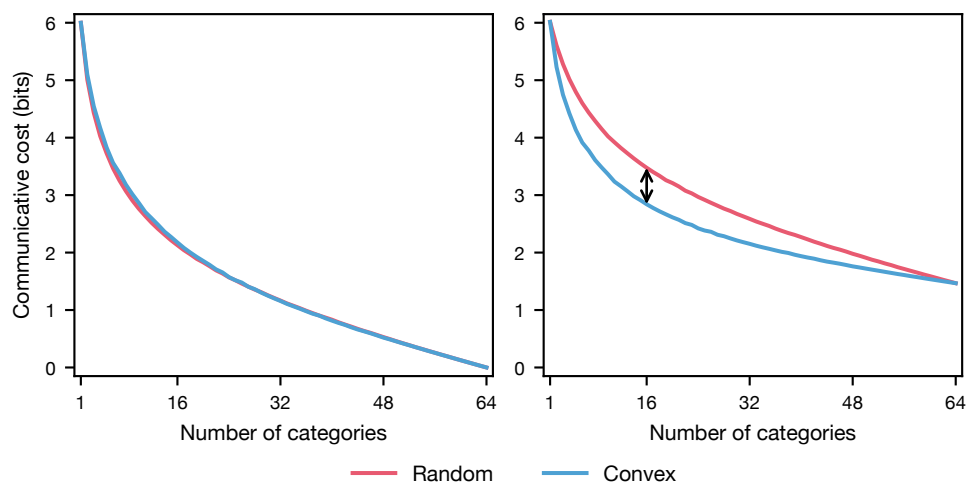 Communicative cost (bits)
6
5
4
3
2
1
0
1 16 32 48 64
Number of categories
6
5
4
3
2
1
0
1 16 32 48 64
Number of categories
Random Convex